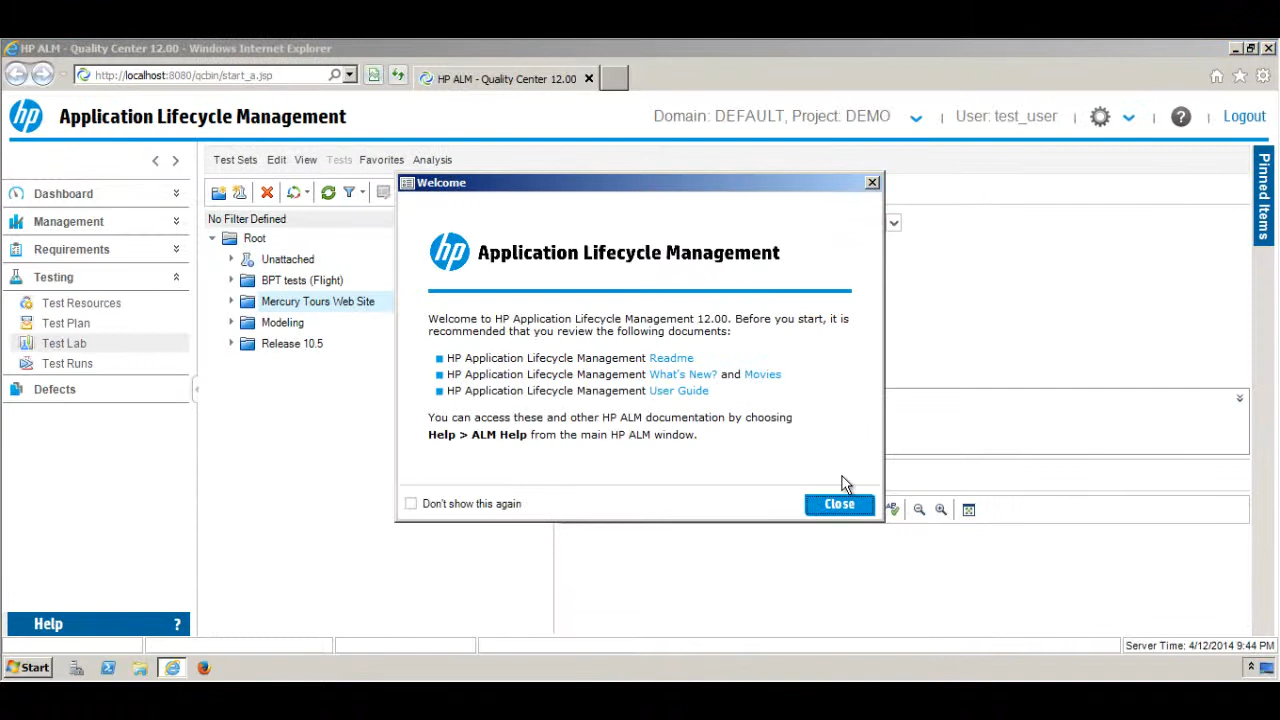 HP ALM - Quality Center 12.00 - Windows Internet Explorer
http://localhost:8080/qcbin/start_a.jsp
HP ALM - Quality Center 12.00
hp
Application Lifecycle Management
Domain: DEFAULT, Project: DEMO
User: test_user
?
Logout
Test Sets Edit View Tests Favorites Analysis
Pinned Items
Dashboard
Management
Requirements
Testing
Test Resources
Test Plan
Test Lab
Test Runs
Defects
No Filter Defined
Root
Unattached
BPT tests (Flight)
Mercury Tours Web Site
Modeling
Release 10.5
Welcome
hp
Application Lifecycle Management
Welcome to HP Application Lifecycle Management 12.00. Before you start, it is
recommended that you review the following documents:
HP Application Lifecycle Management Readme
HP Application Lifecycle Management What's New? and Movies
HP Application Lifecycle Management User Guide
You can access these and other HP ALM documentation by choosing
Help > ALM Help from the main HP ALM window.
Don't show this again
Close
Help ?
Server Time: 4/12/2014 9:44 PM
Start